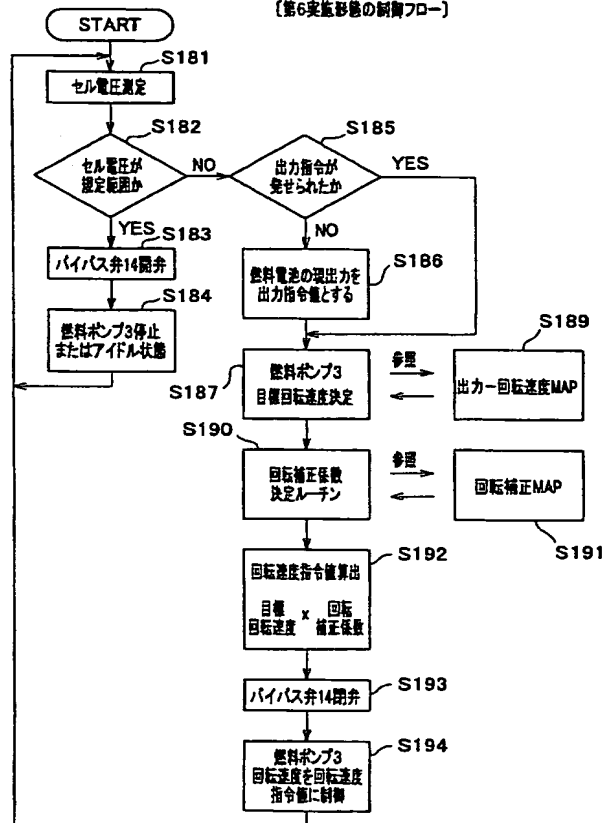 〔第6実施形態の制御フロー〕
START
S181
セル電圧測定
S182
セル電圧が
規定範囲か
NO
YES
S183
バイパス弁14開弁
S184
燃料ポンプ3停止
またはアイドル状態
S185
出力指令が
発せられたか
YES
NO
S186
燃料電池の現出力を
出力指令値とする
S187
燃料ポンプ3
目標回転速度決定
参照
S189
出力ー回転速度MAP
S190
回転補正係数
決定ルーチン
参照
回転補正MAP
S191
S192
回転速度指令値算出
目標
回転速度
x
回転
補正係数
S193
バイパス弁14閉弁
S194
燃料ポンプ3
回転速度を回転速度
指令値に制御